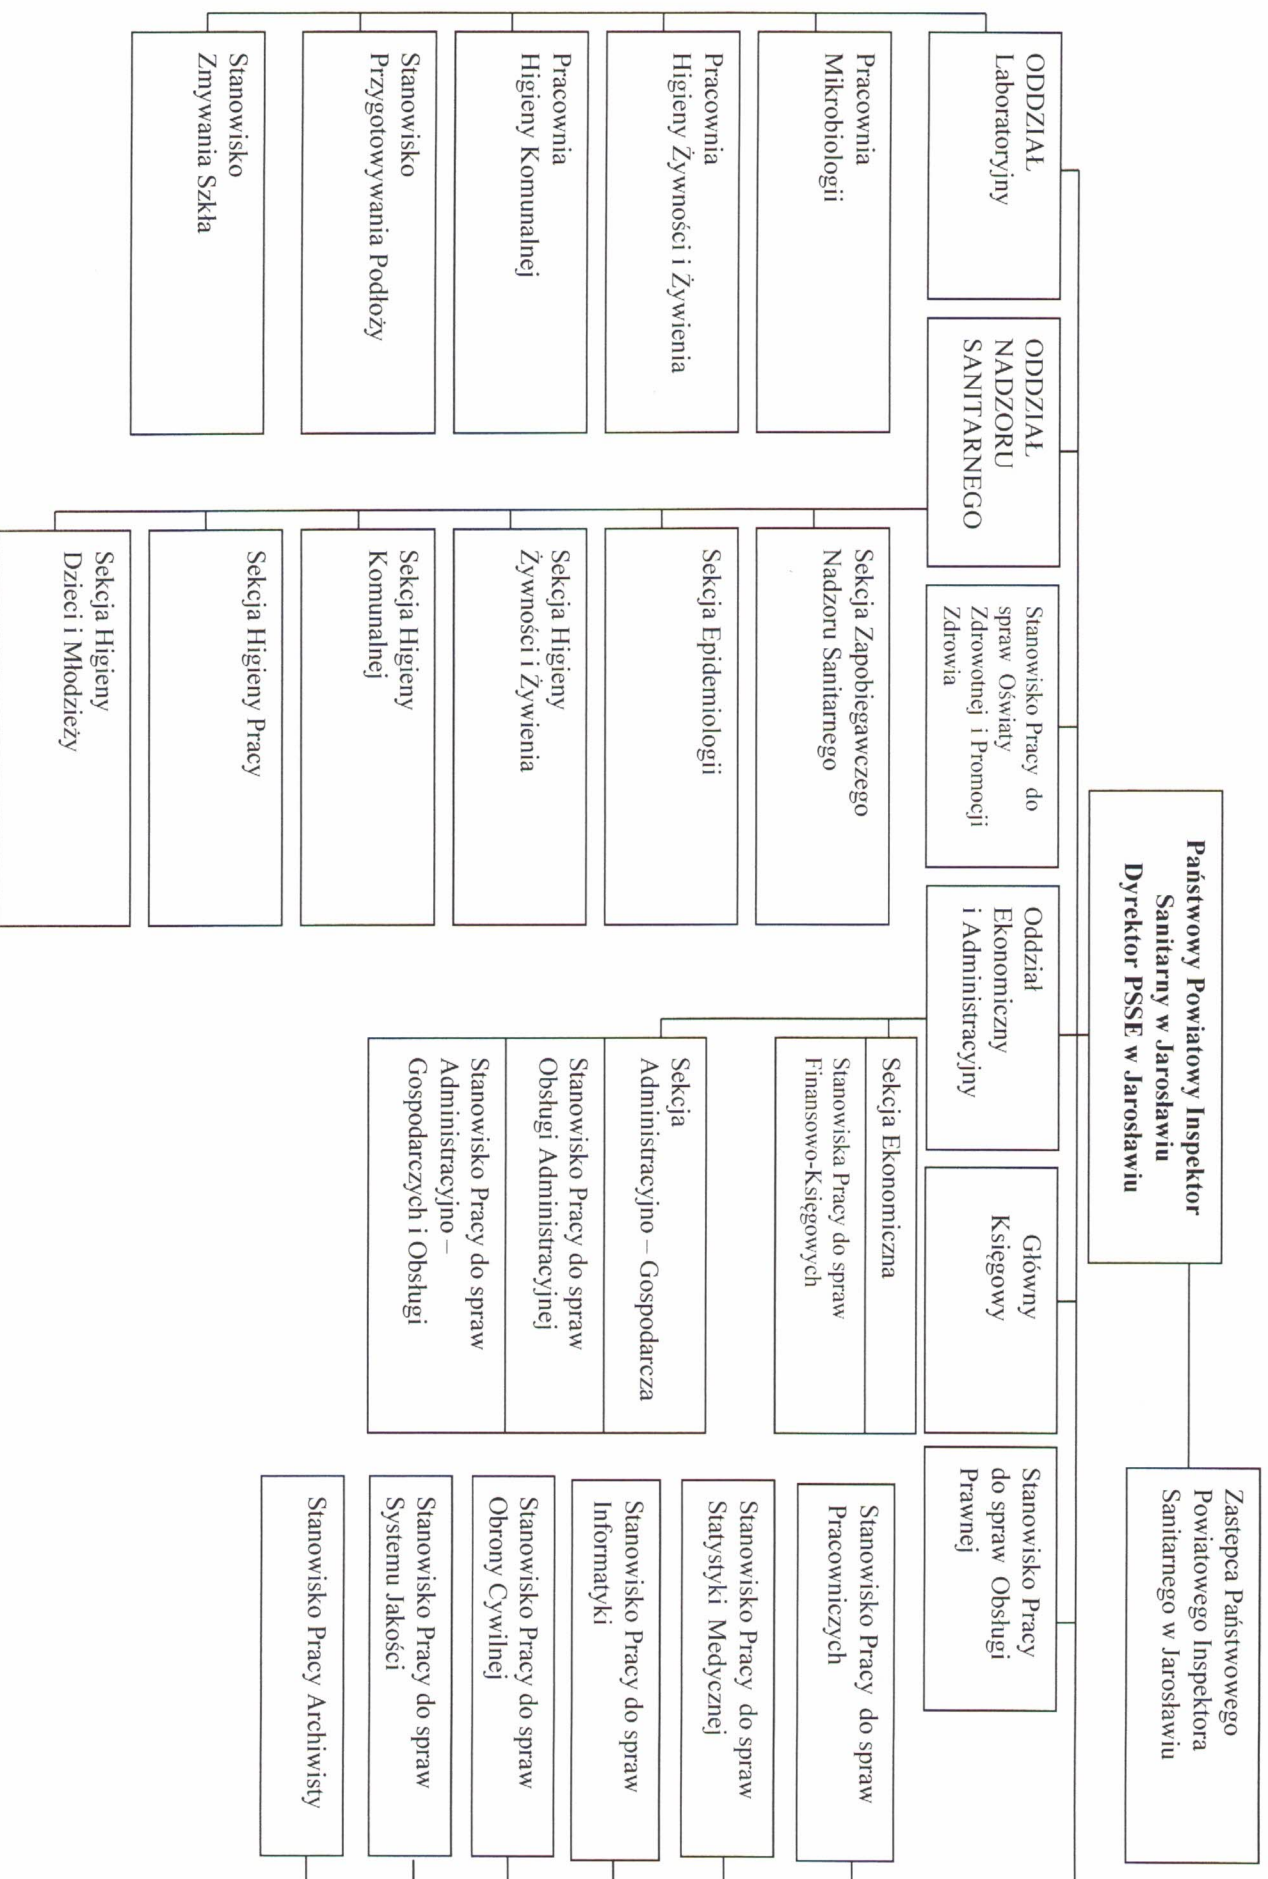 Państwowy Powiatowy Inspektor
Sanitarny w Jarosławiu
Dyrektor PSSE w Jarosławiu
Zastepca Państwowego
Powiatowego Inspektora
Sanitarnego w Jarosławiu
ODDZIAŁ
Laboratoryjny
ODDZIAŁ
NADZORU
SANITARNEGO
Stanowisko Pracy do
spraw Oświaty
Zdrowotnej i Promocji
Zdrowia
Oddział
Ekonomiczny
i Administracyjny
Główny
Księgowy
Stanowisko Pracy
do spraw Obsługi
Prawnej
Pracownia
Mikrobiologii
Pracownia
Higieny Żywności i Żywienia
Pracownia
Higieny Komunalnej
Stanowisko
Przygotowywania Podłoży
Stanowisko
Zmywania Szkła
Sekcja Zapobiegawczego
Nadzoru Sanitarnego
Sekcja Epidemiologii
Sekcja Higieny
Żywności i Żywienia
Sekcja Higieny
Komunalnej
Sekcja Higieny Pracy
Sekcja Higieny
Dzieci i Młodzieży
Sekcja Ekonomiczna
Stanowiska Pracy do spraw
Finansowo-Księgowych
Sekcja
Administracyjno – Gospodarcza
Stanowisko Pracy do spraw
Obsługi Administracyjnej
Stanowisko Pracy do spraw
Administracyjno –
Gospodarczych i Obsługi
Stanowisko Pracy do spraw
Pracowniczych
Stanowisko Pracy do spraw
Statystyki Medycznej
Stanowisko Pracy do spraw
Informatyki
Stanowisko Pracy do spraw
Obrony Cywilnej
Stanowisko Pracy do spraw
Systemu Jakości
Stanowisko Pracy Archiwisty